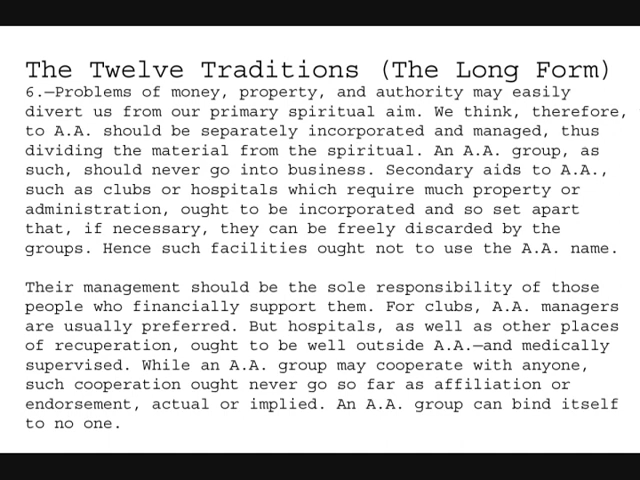 The Twelve Traditions (The Long Form)
6.—Problems of money, property, and authority may easily
divert us from our primary spiritual aim. We think, therefore,
to A.A. should be separately incorporated and managed, thus
dividing the material from the spiritual. An A.A. group, as
such, should never go into business. Secondary aids to A.A.,
such as clubs or hospitals which require much property or
administration, ought to be incorporated and so set apart
that, if necessary, they can be freely discarded by the
groups. Hence such facilities ought not to use the A.A. name.
Their management should be the sole responsibility of those
people who financially support them. For clubs, A.A. managers
are usually preferred. But hospitals, as well as other places
of recuperation, ought to be well outside A.A.—and medically
supervised. While an A.A. group may cooperate with anyone,
such cooperation ought never go so far as affiliation or
endorsement, actual or implied. An A.A. group can bind itself
to no one.